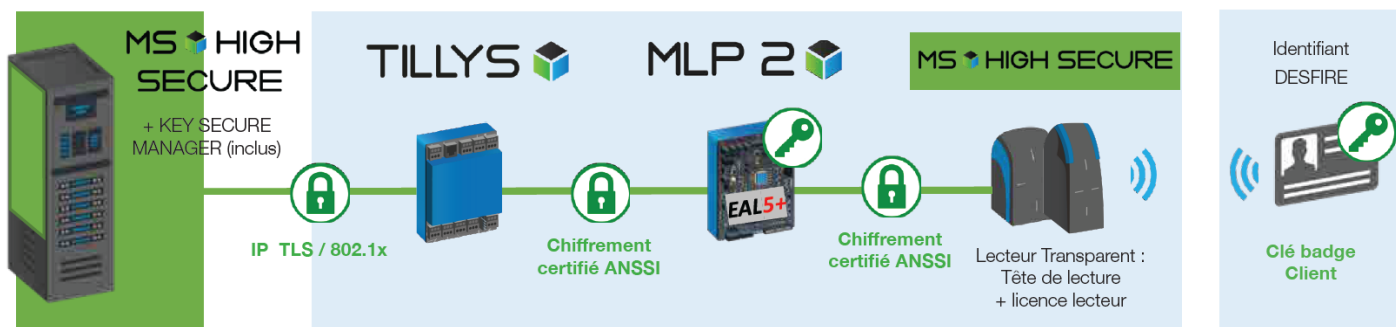 MS HIGH
SECURE
+ KEY SECURE
MANAGER (inclus)
IP TLS / 802.1x
TILLYS
Chiffrement
certifié ANSSI
MLP 2
EAL5+
Chiffrement
certifié ANSSI
MS HIGH SECURE
Lecteur Transparent :
Tête de lecture
+ licence lecteur
Identifiant
DESFIRE
Clé badge
Client